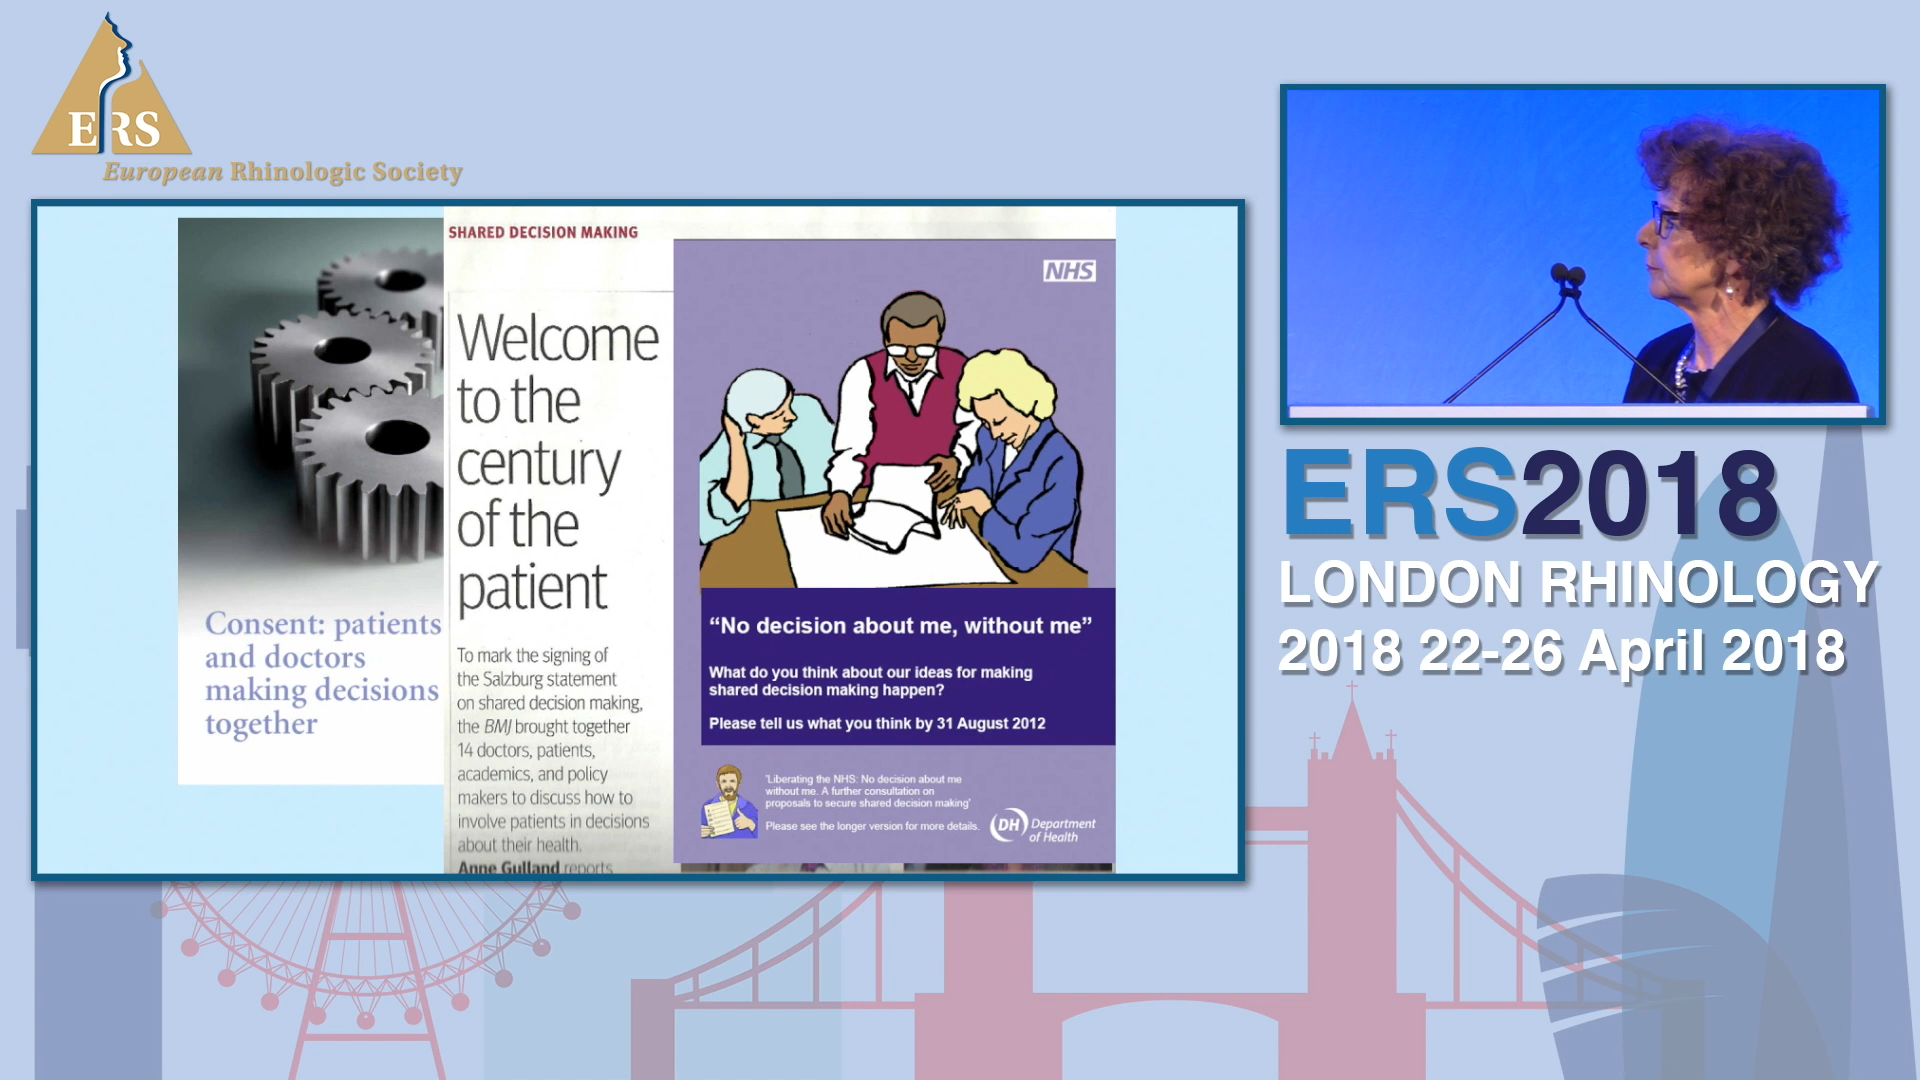 ERS
European Rhinologic Society
SHARED DECISION MAKING
Welcome
to the
century
of the
patient
To mark the signing of
the Salzburg statement
on shared decision making,
the BMJ brought together
14 doctors, patients,
academics, and policy
makers to discuss how to
involve patients in decisions
about their health.
Anne Gulland reports
Consent: patients
and doctors
making decisions
together
NHS
“No decision about me, without me”
What do you think about our ideas for making
shared decision making happen?
Please tell us what you think by 31 August 2012
'Liberating the NHS: No decision about me
without me. A further consultation on
proposals to secure shared decision making'
Please see the longer version for more details.
DH Department
of Health
ERS2018
LONDON RHINOLOGY
2018 22-26 April 2018